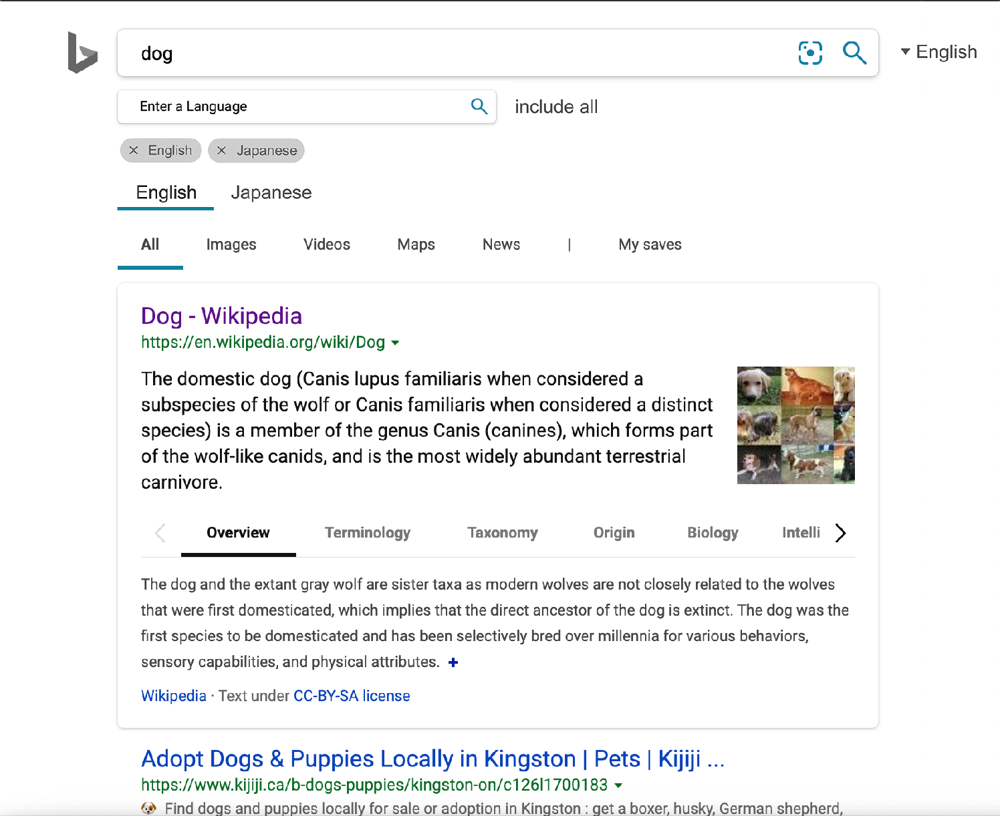 dog
English
Enter a Language
include all
English
Japanese
English Japanese
All Images Videos Maps News | My saves
Dog - Wikipedia
https://en.wikipedia.org/wiki/Dog
The domestic dog (Canis lupus familiaris when considered a
subspecies of the wolf or Canis familiaris when considered a distinct
species) is a member of the genus Canis (canines), which forms part
of the wolf-like canids, and is the most widely abundant terrestrial
carnivore.
Overview Terminology Taxonomy Origin Biology Intelli
The dog and the extant gray wolf are sister taxa as modern wolves are not closely related to the wolves
that were first domesticated, which implies that the direct ancestor of the dog is extinct. The dog was the
first species to be domesticated and has been selectively bred over millennia for various behaviors,
sensory capabilities, and physical attributes. +
Wikipedia · Text under CC-BY-SA license
Adopt Dogs & Puppies Locally in Kingston | Pets | Kijiji ...
https://www.kijiji.ca/b-dogs-puppies/kingston-on/c126l1700183
Find dogs and puppies locally for sale or adoption in Kingston : get a boxer, husky, German shepherd,